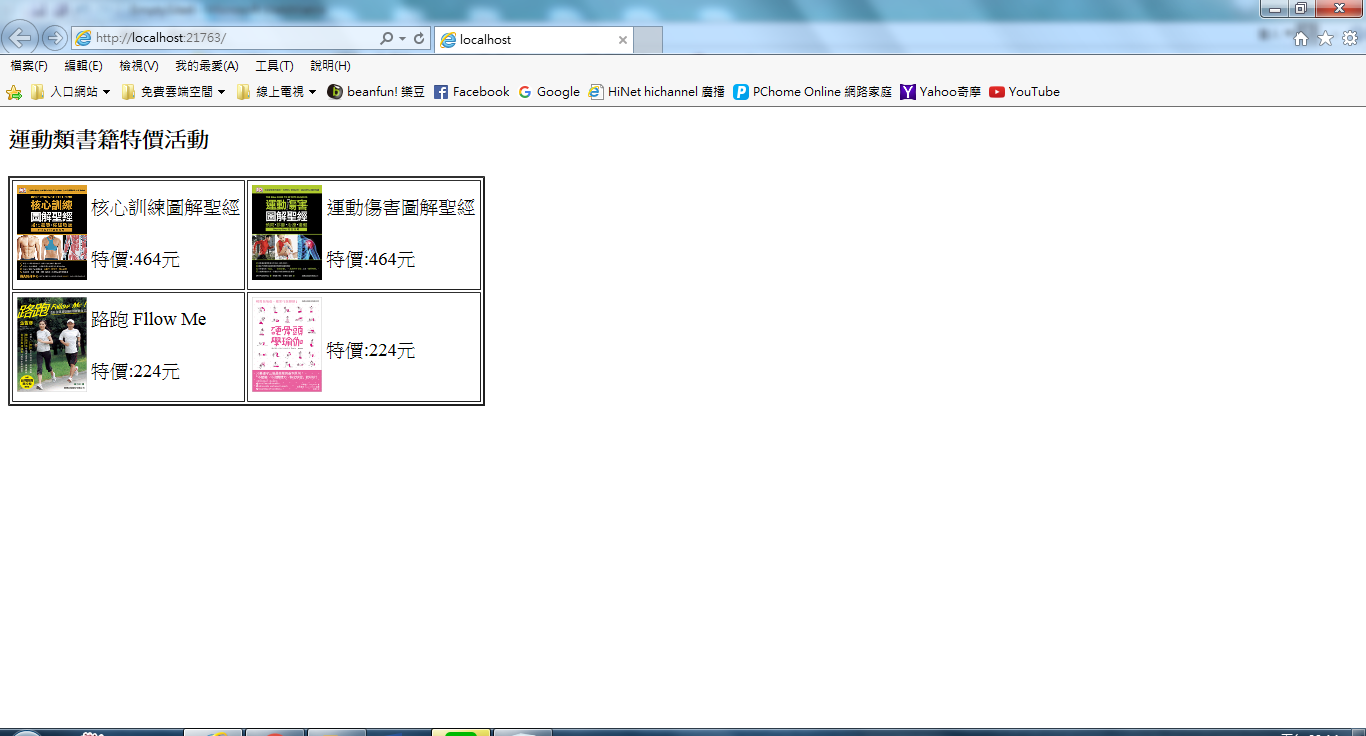 http://localhost:21763/
localhost
檔案(F) 編輯(E) 檢視(V) 我的最愛(A) 工具(T) 說明(H)
入口網站 免費雲端空間 線上電視 beanfun! 樂豆 Facebook Google HiNet hichannel 廣播 PChome Online 網路家庭 Yahoo奇摩 YouTube
運動類書籍特價活動
核心訓練
圖解聖經
核心訓練圖解聖經
特價:464元
運動傷害
圖解聖經
運動傷害圖解聖經
特價:464元
路跑 Fllow Me!
路跑 Fllow Me
特價:224元
硬骨頭
學瑜伽
特價:224元